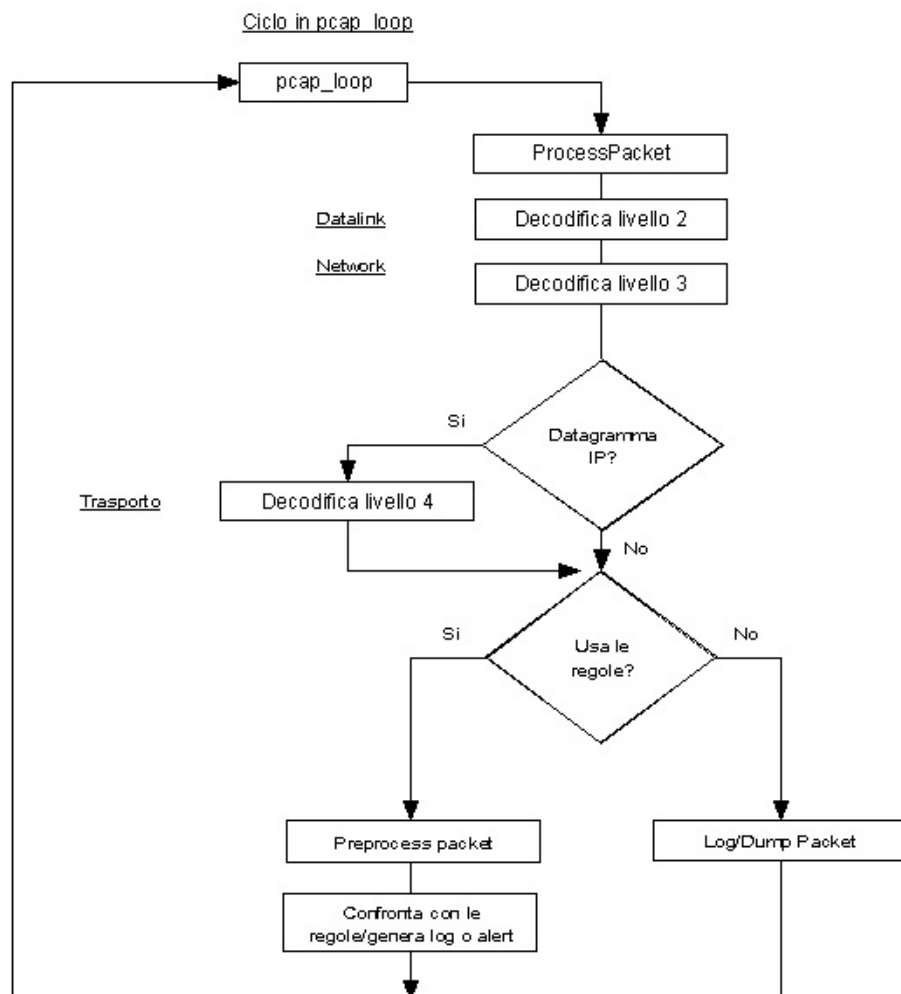 Ciclo in pcap_loop
pcap_loop
ProcessPacket
Datalink
Decodifica livello 2
Network
Decodifica livello 3
Si
Datagramma
IP?
Trasporto
Decodifica livello 4
No
Si
Usa le
regole?
No
Preprocess packet
Log/Dump Packet
Confronta con le
regole/genera log o alert